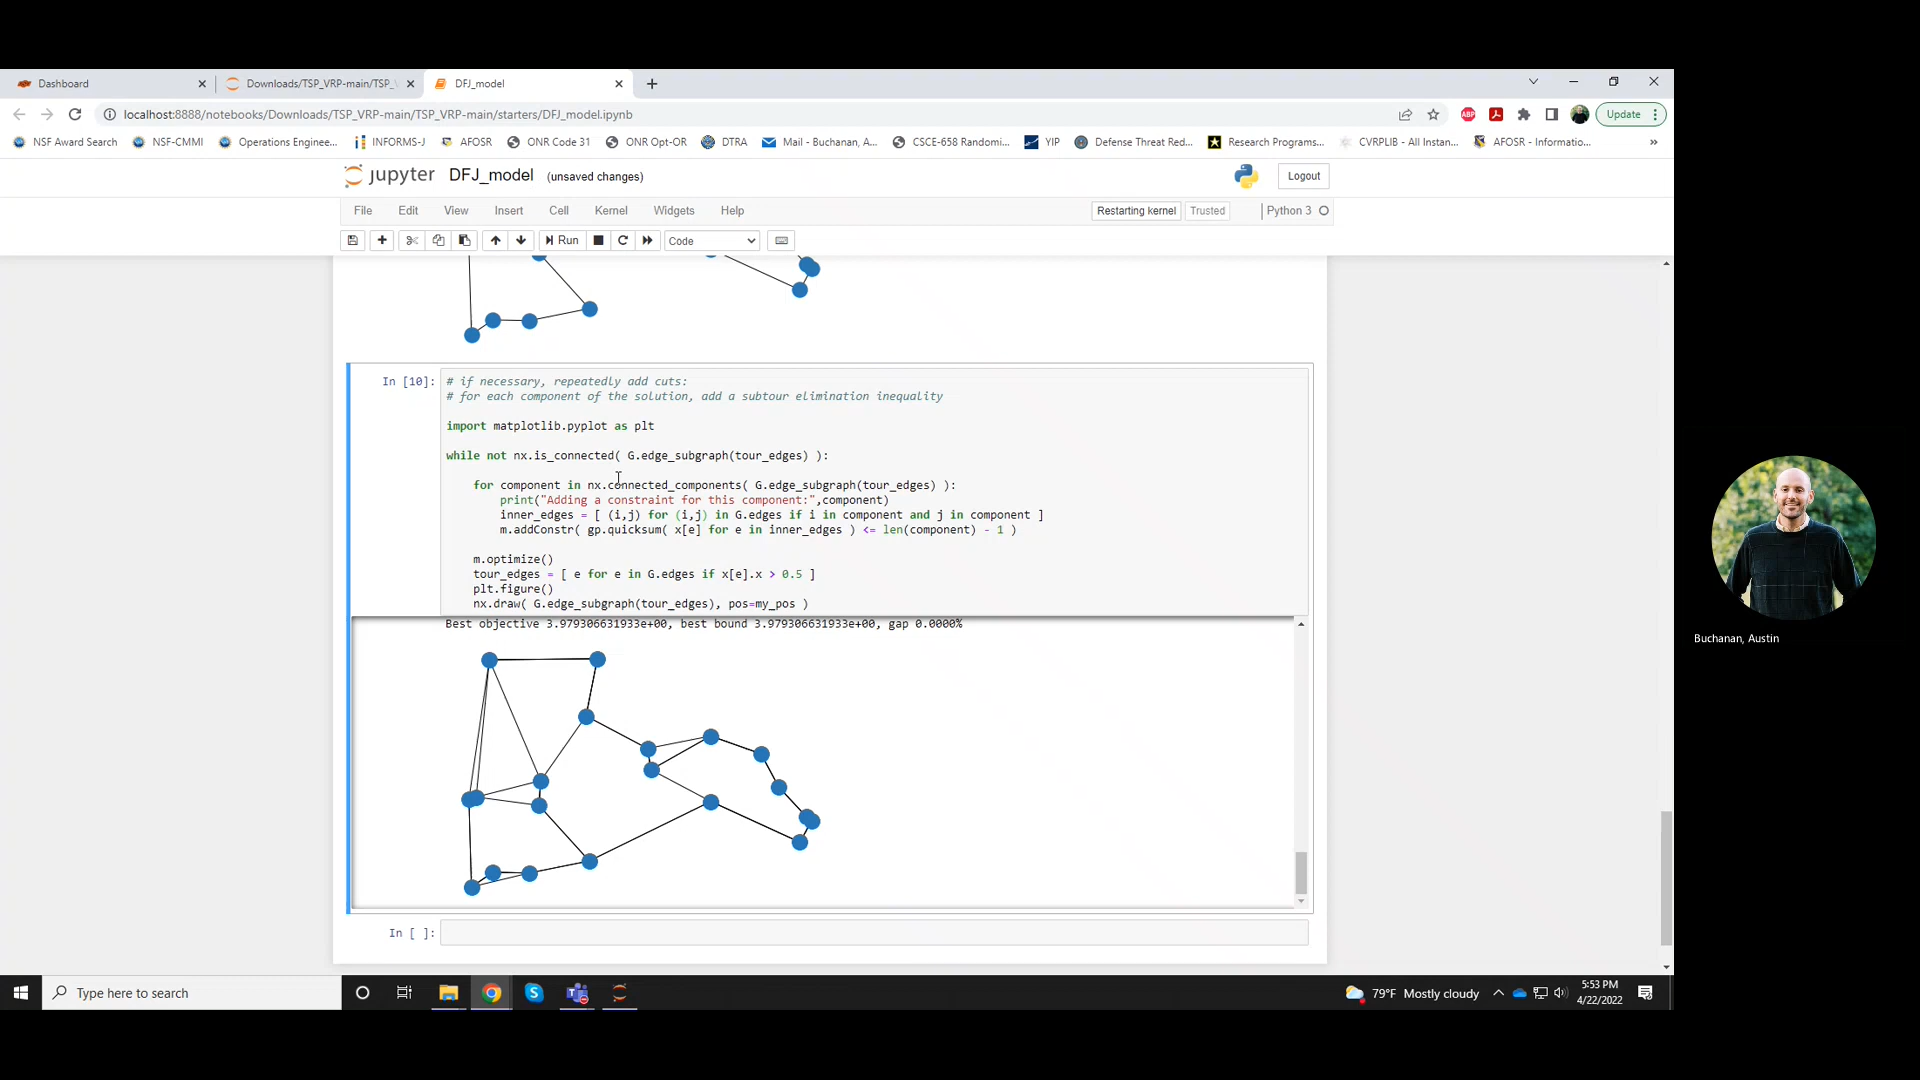 Dashboard
Downloads/TSP_VRP-main/TSP_V
DFJ_model
localhost:8888/notebooks/Downloads/TSP_VRP-main/TSP_VRP-main/starters/DFJ_model.ipynb
ABP
Update
NSF Award Search
NSF-CMMI
Operations Enginee...
INFORMS-J
AFOSR
ONR Code 31
ONR Opt-OR
DTRA
Mail - Buchanan, A...
CSCE-658 Randomi...
YIP
Defense Threat Red...
Research Programs...
CVRPLIB - All Instan...
AFOSR - Informatio...
»
jupyter DFJ_model (unsaved changes)
Logout
File Edit View Insert Cell Kernel Widgets Help
Restarting kernel Trusted Python 3
Run Code
In [10]:
# if necessary, repeatedly add cuts:
# for each component of the solution, add a subtour elimination inequality
import matplotlib.pyplot as plt
while not nx.is_connected( G.edge_subgraph(tour_edges) ):
for component in nx.connected_components( G.edge_subgraph(tour_edges) ):
print("Adding a constraint for this component:",component)
inner_edges = [ (i,j) for (i,j) in G.edges if i in component and j in component ]
m.addConstr( gp.quicksum( x[e] for e in inner_edges ) <= len(component) - 1 )
m.optimize()
tour_edges = [ e for e in G.edges if x[e].x > 0.5 ]
plt.figure()
nx.draw( G.edge_subgraph(tour_edges), pos=my_pos )
Best objective 3.979306631933e+00, best bound 3.979306631933e+00, gap 0.0000%
In [ ]:
Buchanan, Austin
Type here to search
79°F Mostly cloudy
5:53 PM
4/22/2022